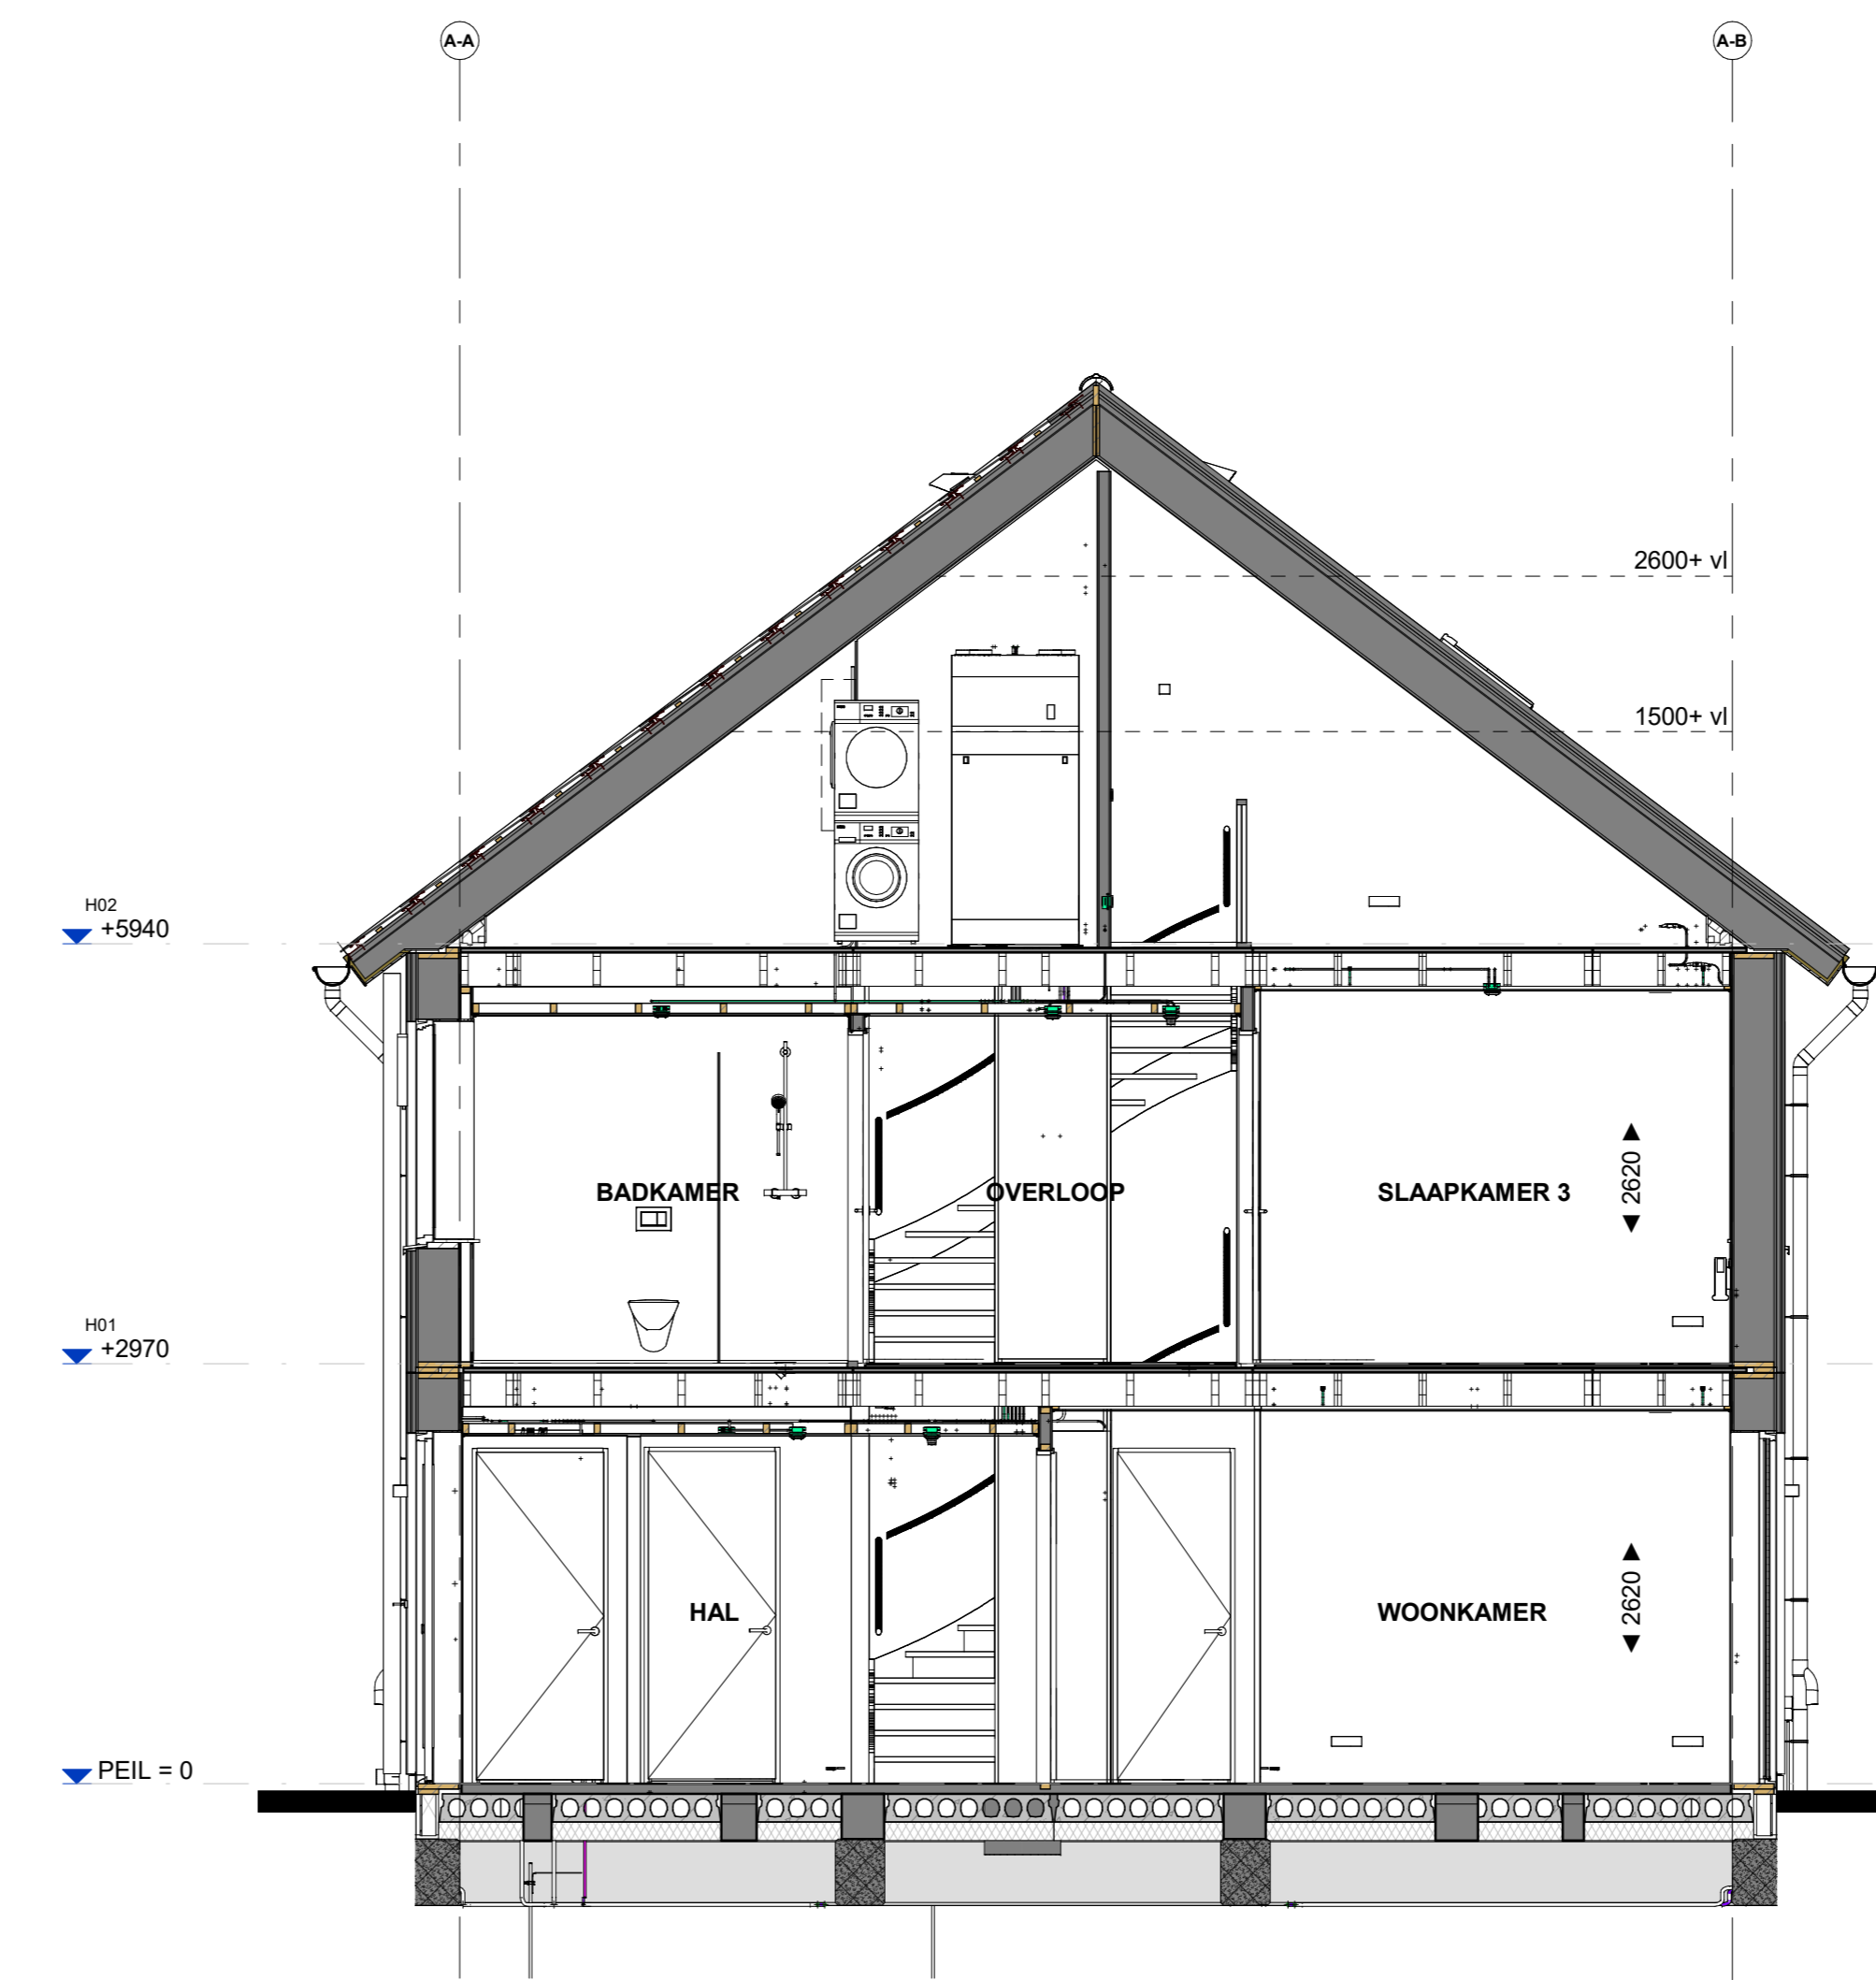 A-A
A-B
2600+ vl
1500+ vl
H02
+5940
BADKAMER
OVERLOOP
SLAAPKAMER 3
◄ 2620 ►
H01
+2970
HAL
WOONKAMER
◄ 2620 ►
PEIL = 0